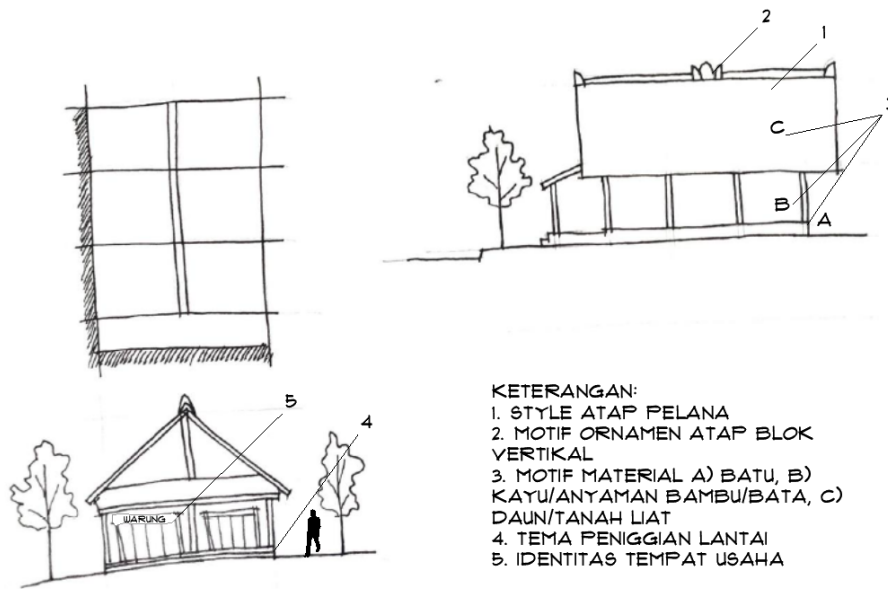 2
1
3
C
B
A
5
4
WARUNG
KETERANGAN:
1. STYLE ATAP PELANA
2. MOTIF ORNAMEN ATAP BLOK
VERTIKAL
3. MOTIF MATERIAL A) BATU, B)
KAYU/ANYAMAN BAMBU/BATA, C)
DAUN/TANAH LIAT
4. TEMA PENIGGIAN LANTAI
5. IDENTITAS TEMPAT USAHA